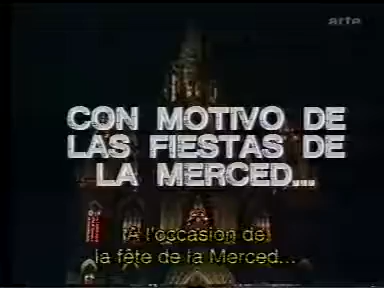 arte
CON MOTIVO DE
LAS FIESTAS DE
LA MERCED...
A l'occasion de
la fête de la Merced...